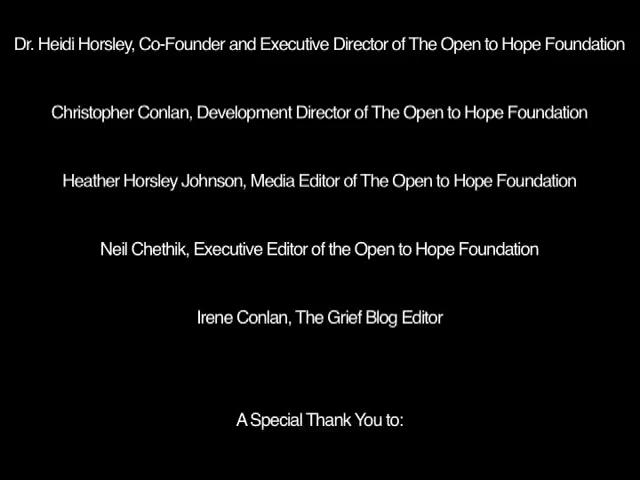 Dr. Heidi Horsley, Co-Founder and Executive Director of The Open to Hope Foundation
Christopher Conlan, Development Director of The Open to Hope Foundation
Heather Horsley Johnson, Media Editor of The Open to Hope Foundation
Neil Chethik, Executive Editor of the Open to Hope Foundation
Irene Conlan, The Grief Blog Editor
A Special Thank You to: